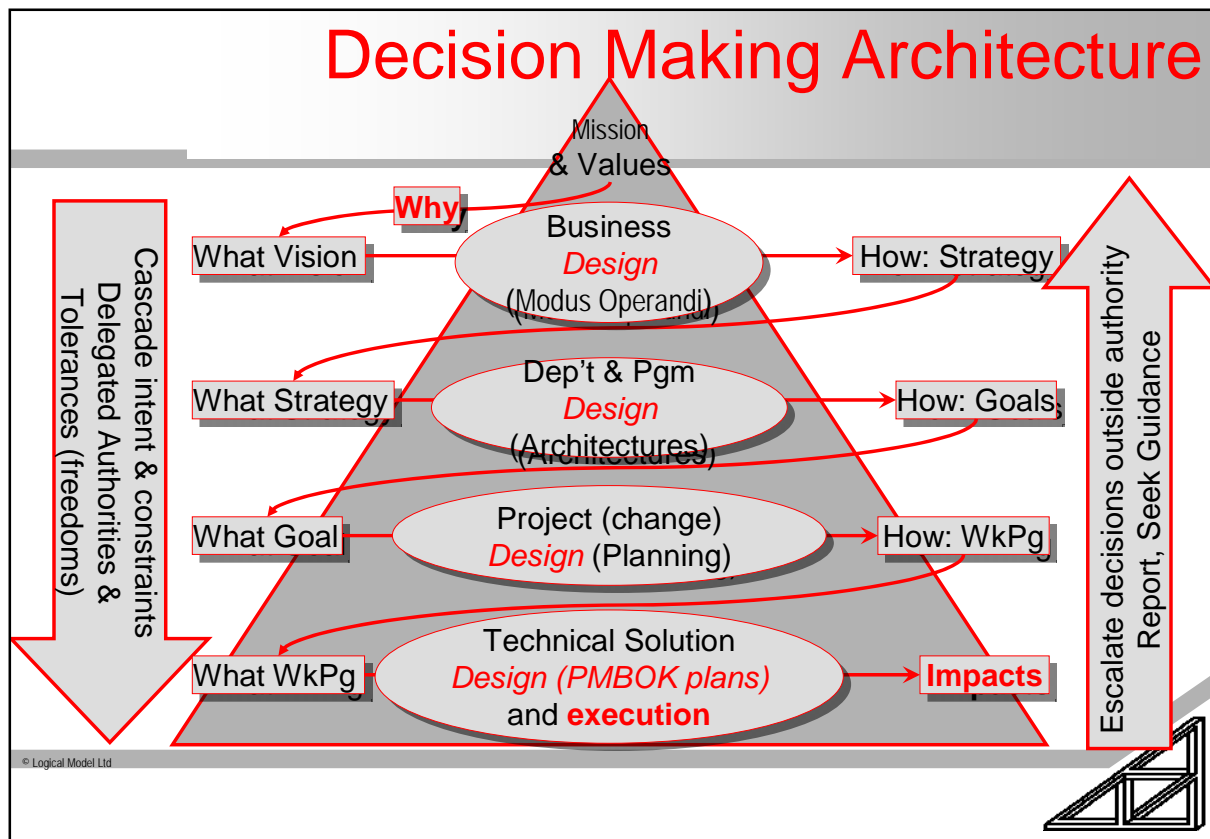 Decision Making Architecture
Mission
& Values
Why
What Vision
Business
Design
(Modus Operandi)
How: Strategy
What Strategy
Dep't & Pgm
Design
(Architectures)
How: Goals
What Goal
Project (change)
Design (Planning)
How: WkPg
What WkPg
Technical Solution
Design (PMBOK plans)
and execution
Impacts
Cascade intent & constraints
Delegated Authorities &
Tolerances (freedoms)
Escalate decisions outside authority
Report, Seek Guidance
© Logical Model Ltd